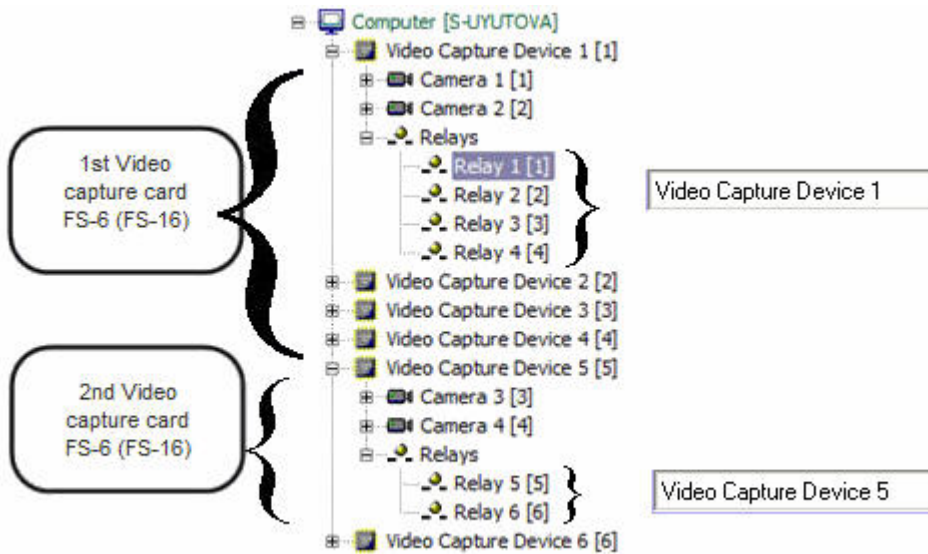 Computer [S-UYUTOVA]
Video Capture Device 1 [1]
Camera 1 [1]
Camera 2 [2]
Relays
Relay 1 [1]
Relay 2 [2]
Relay 3 [3]
Relay 4 [4]
Video Capture Device 2 [2]
Video Capture Device 3 [3]
Video Capture Device 4 [4]
Video Capture Device 5 [5]
Camera 3 [3]
Camera 4 [4]
Relays
Relay 5 [5]
Relay 6 [6]
Video Capture Device 6 [6]
1st Video
capture card
FS-6 (FS-16)
2nd Video
capture card
FS-6 (FS-16)
Video Capture Device 1
Video Capture Device 5